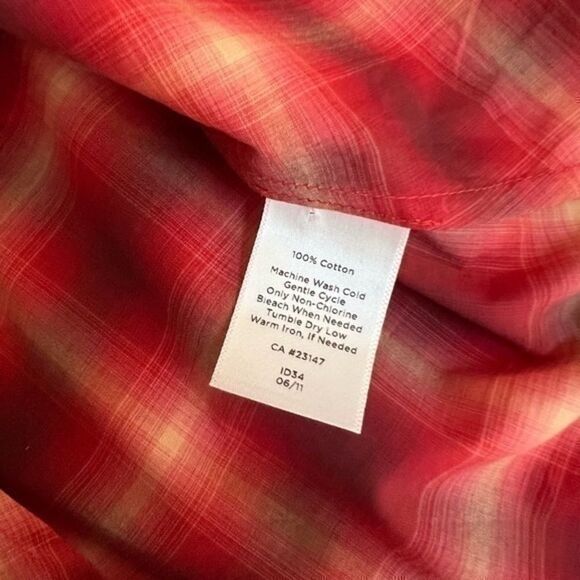 100% Cotton
Machine Wash Cold
Gentle Cycle
Only Non-Chlorine
Bleach When Needed
Tumble Dry Low
Warm Iron, If Needed
CA #23147
ID34
06/11